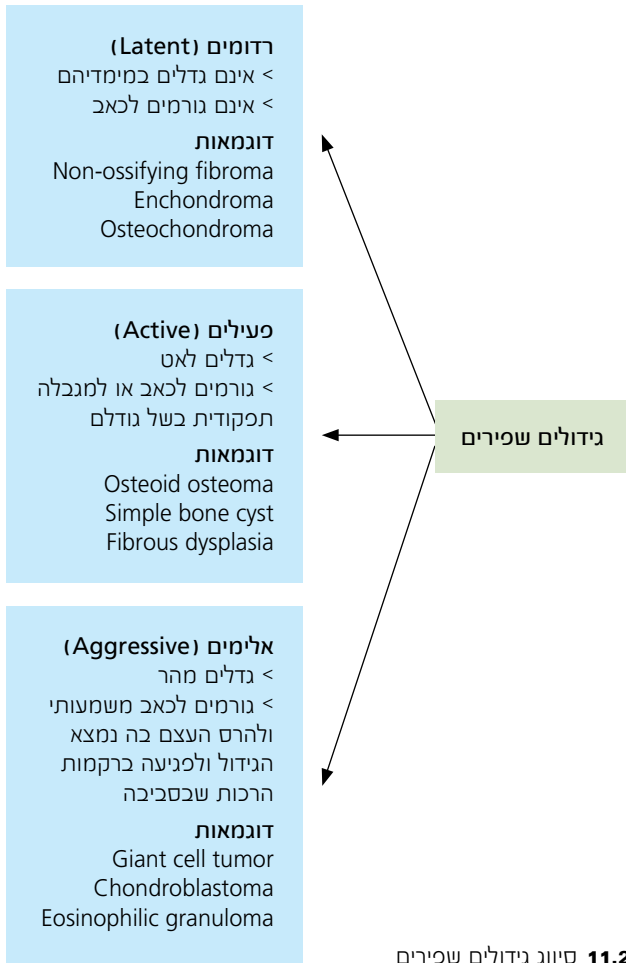 רדומים (Latent)
> אינם גדלים במימדיהם
> אינם גורמים לכאב
דוגמאות
Non-ossifying fibroma
Enchondroma
Osteochondroma
פעילים (Active)
> גדלים לאט
> גורמים לכאב או למגבלה
תפקודית בשל גודלם
דוגמאות
Osteoid osteoma
Simple bone cyst
Fibrous dysplasia
אלימים (Aggressive)
> גדלים מהר
> גורמים לכאב משמעותי
ולהרס העצם בה נמצא
הגידול ולפגיעה ברקמות
הרכות שבסביבה
דוגמאות
Giant cell tumor
Chondroblastoma
Eosinophilic granuloma
גידולים שפירים
11.2 סיווג גידולים שפירים